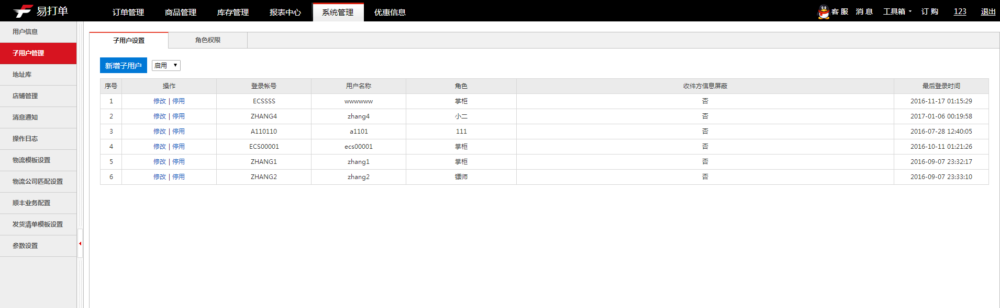 易打单 订单管理 商品管理 库存管理 报表中心 系统管理 优惠信息 客 服 消 息 工具箱 订 购 123 退出
用户信息
子用户管理
地址库
店铺管理
消息通知
操作日志
物流模板设置
物流公司匹配设置
顺丰业务配置
发货清单模板设置
参数设置
子用户设置 角色权限
新增子用户 启用
序号 操作 登录帐号 用户名称 角色 收件方信息屏蔽 最后登录时间
1 修改 | 停用 ECSSSS wwwwww 掌柜 否 2016-11-17 01:15:29
2 修改 | 停用 ZHANG4 zhang4 小二 否 2017-01-06 00:19:58
3 修改 | 停用 A110110 a1101 111 否 2016-07-28 12:40:05
4 修改 | 停用 ECS00001 ecs00001 掌柜 否 2016-10-11 01:21:26
5 修改 | 停用 ZHANG1 zhang1 掌柜 否 2016-09-07 23:32:17
6 修改 | 停用 ZHANG2 zhang2 镖师 否 2016-09-07 23:33:10